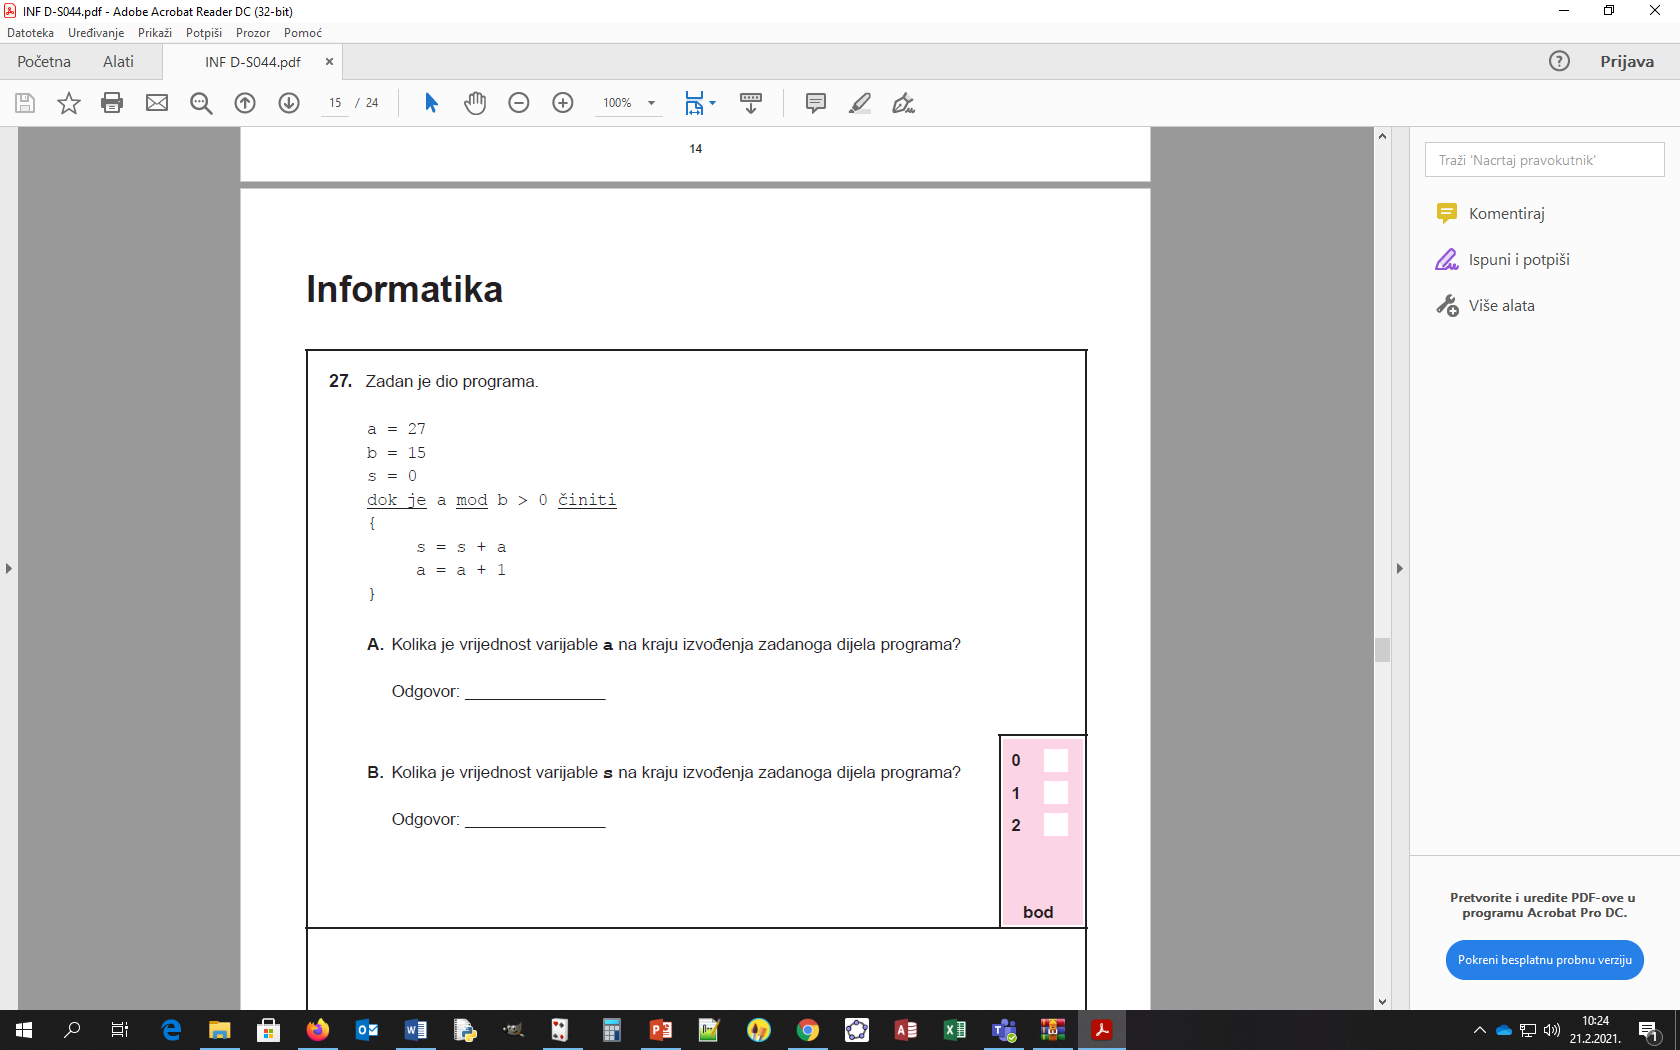 INF D-S044.pdf - Adobe Acrobat Reader DC (32-bit)
Datoteka Uređivanje Prikaži Potpiši Prozor Pomoć
Početna Alati INF D-S044.pdf × ? Prijava
15 / 24 100%
14
Informatika
27. Zadan je dio programa.
a = 27
b = 15
s = 0
dok je a mod b > 0 činiti
{
s = s + a
a = a + 1
}
A. Kolika je vrijednost varijable a na kraju izvođenja zadanoga dijela programa?
Odgovor: _______________
B. Kolika je vrijednost varijable s na kraju izvođenja zadanoga dijela programa?
Odgovor: _______________
0
1
2
bod
Traži 'Nacrtaj pravokutnik'
Komentiraj
Ispuni i potpiši
Više alata
Pretvorite i uredite PDF-ove u
programu Acrobat Pro DC.
Pokreni besplatnu probnu verziju
10:24
21.2.2021.
1